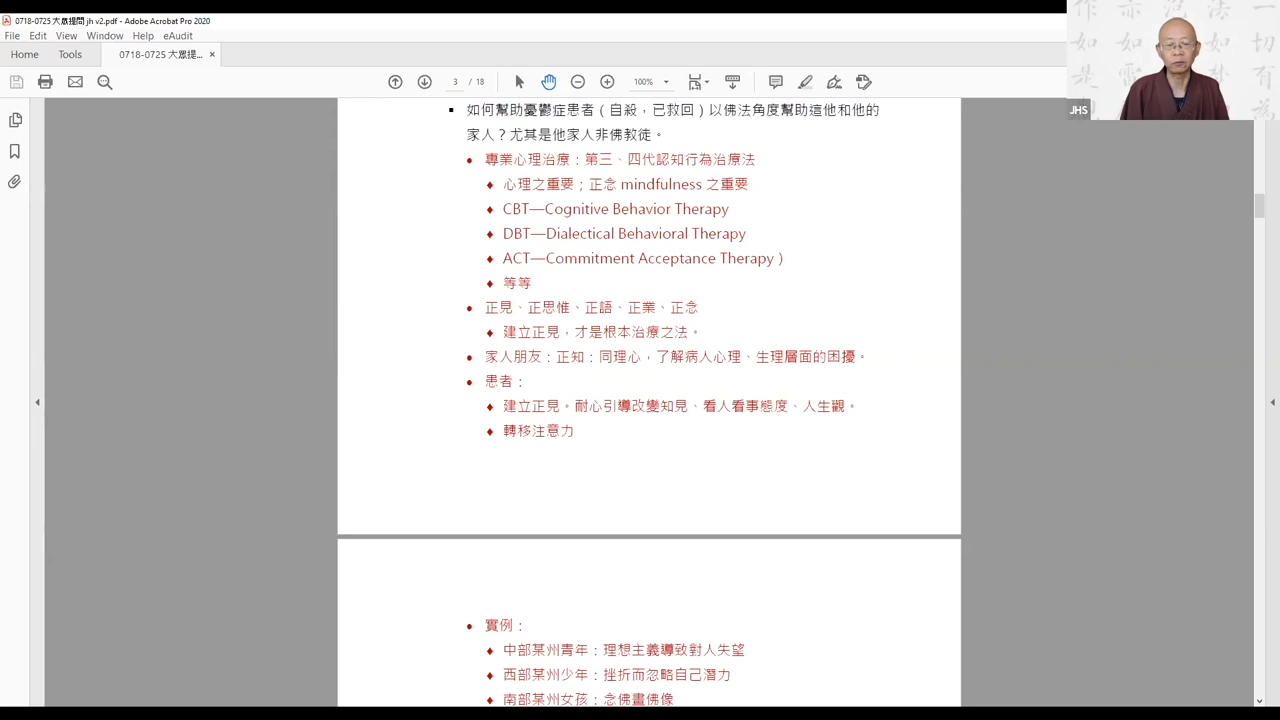 0718-0725 大眾提問 jh v2.pdf - Adobe Acrobat Pro 2020
File Edit View Window Help eAudit
Home Tools 0718-0725 大眾提... ×
3 / 18 100%
▪ 如何幫助憂鬱症患者（自殺，已救回）以佛法角度幫助這他和他的
家人？尤其是他家人非佛教徒。
• 專業心理治療：第三、四代認知行為治療法
♦ 心理之重要；正念 mindfulness 之重要
♦ CBT—Cognitive Behavior Therapy
♦ DBT—Dialectical Behavioral Therapy
♦ ACT—Commitment Acceptance Therapy）
♦ 等等
• 正見、正思惟、正語、正業、正念
♦ 建立正見，才是根本治療之法。
• 家人朋友：正知：同理心，了解病人心理、生理層面的困擾。
• 患者：
♦ 建立正見。耐心引導改變知見、看人看事態度、人生觀。
♦ 轉移注意力
• 實例：
♦ 中部某州青年：理想主義導致對人失望
♦ 西部某州少年：挫折而忽略自己潛力
♦ 南部某州女孩：念佛畫佛像
JHS
一切有為
法
如
亦
如是
作